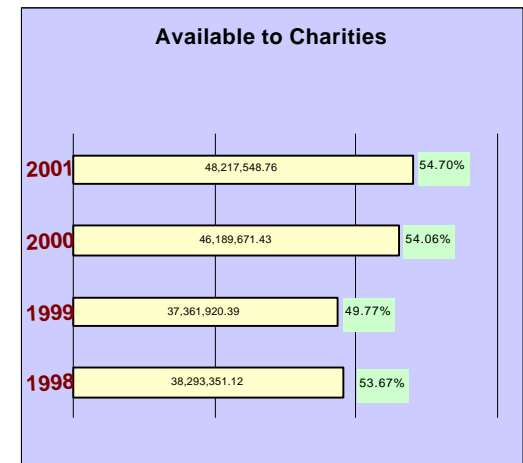 Available to Charities
2001 48,217,548.76 54.70%
2000 46,189,671.43 54.06%
1999 37,361,920.39 49.77%
1998 38,293,351.12 53.67%